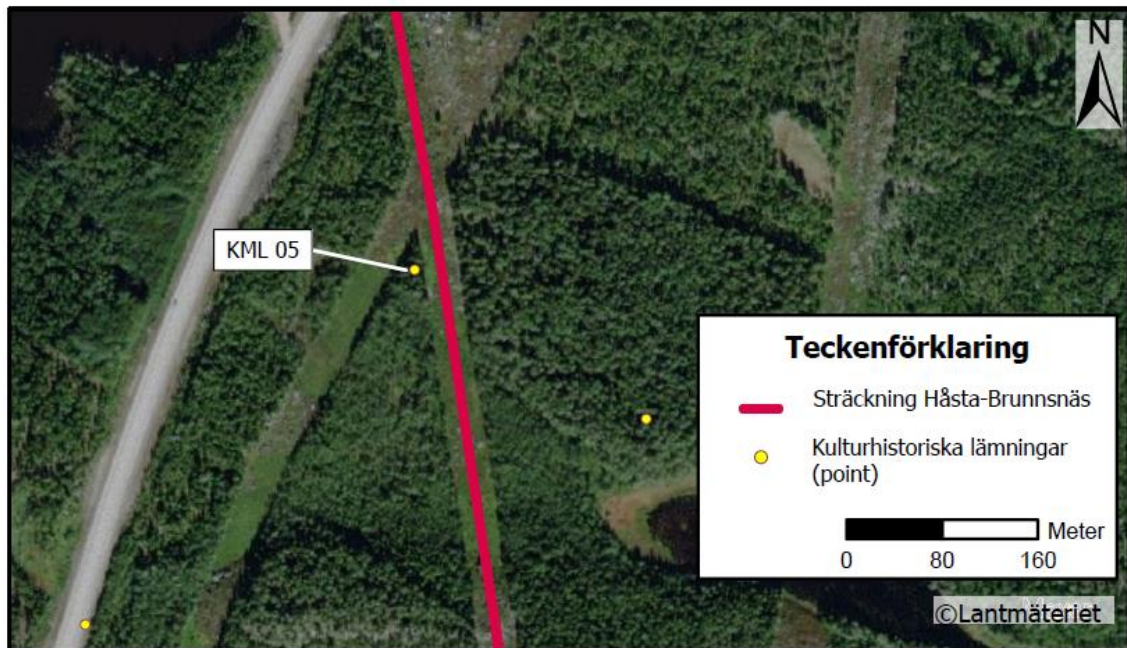 N
KML 05
Teckenförklaring
Sträckning Håsta-Brunnsnäs
Kulturhistoriska lämningar
(point)
Meter
0 80 160
©Lantmäteriet